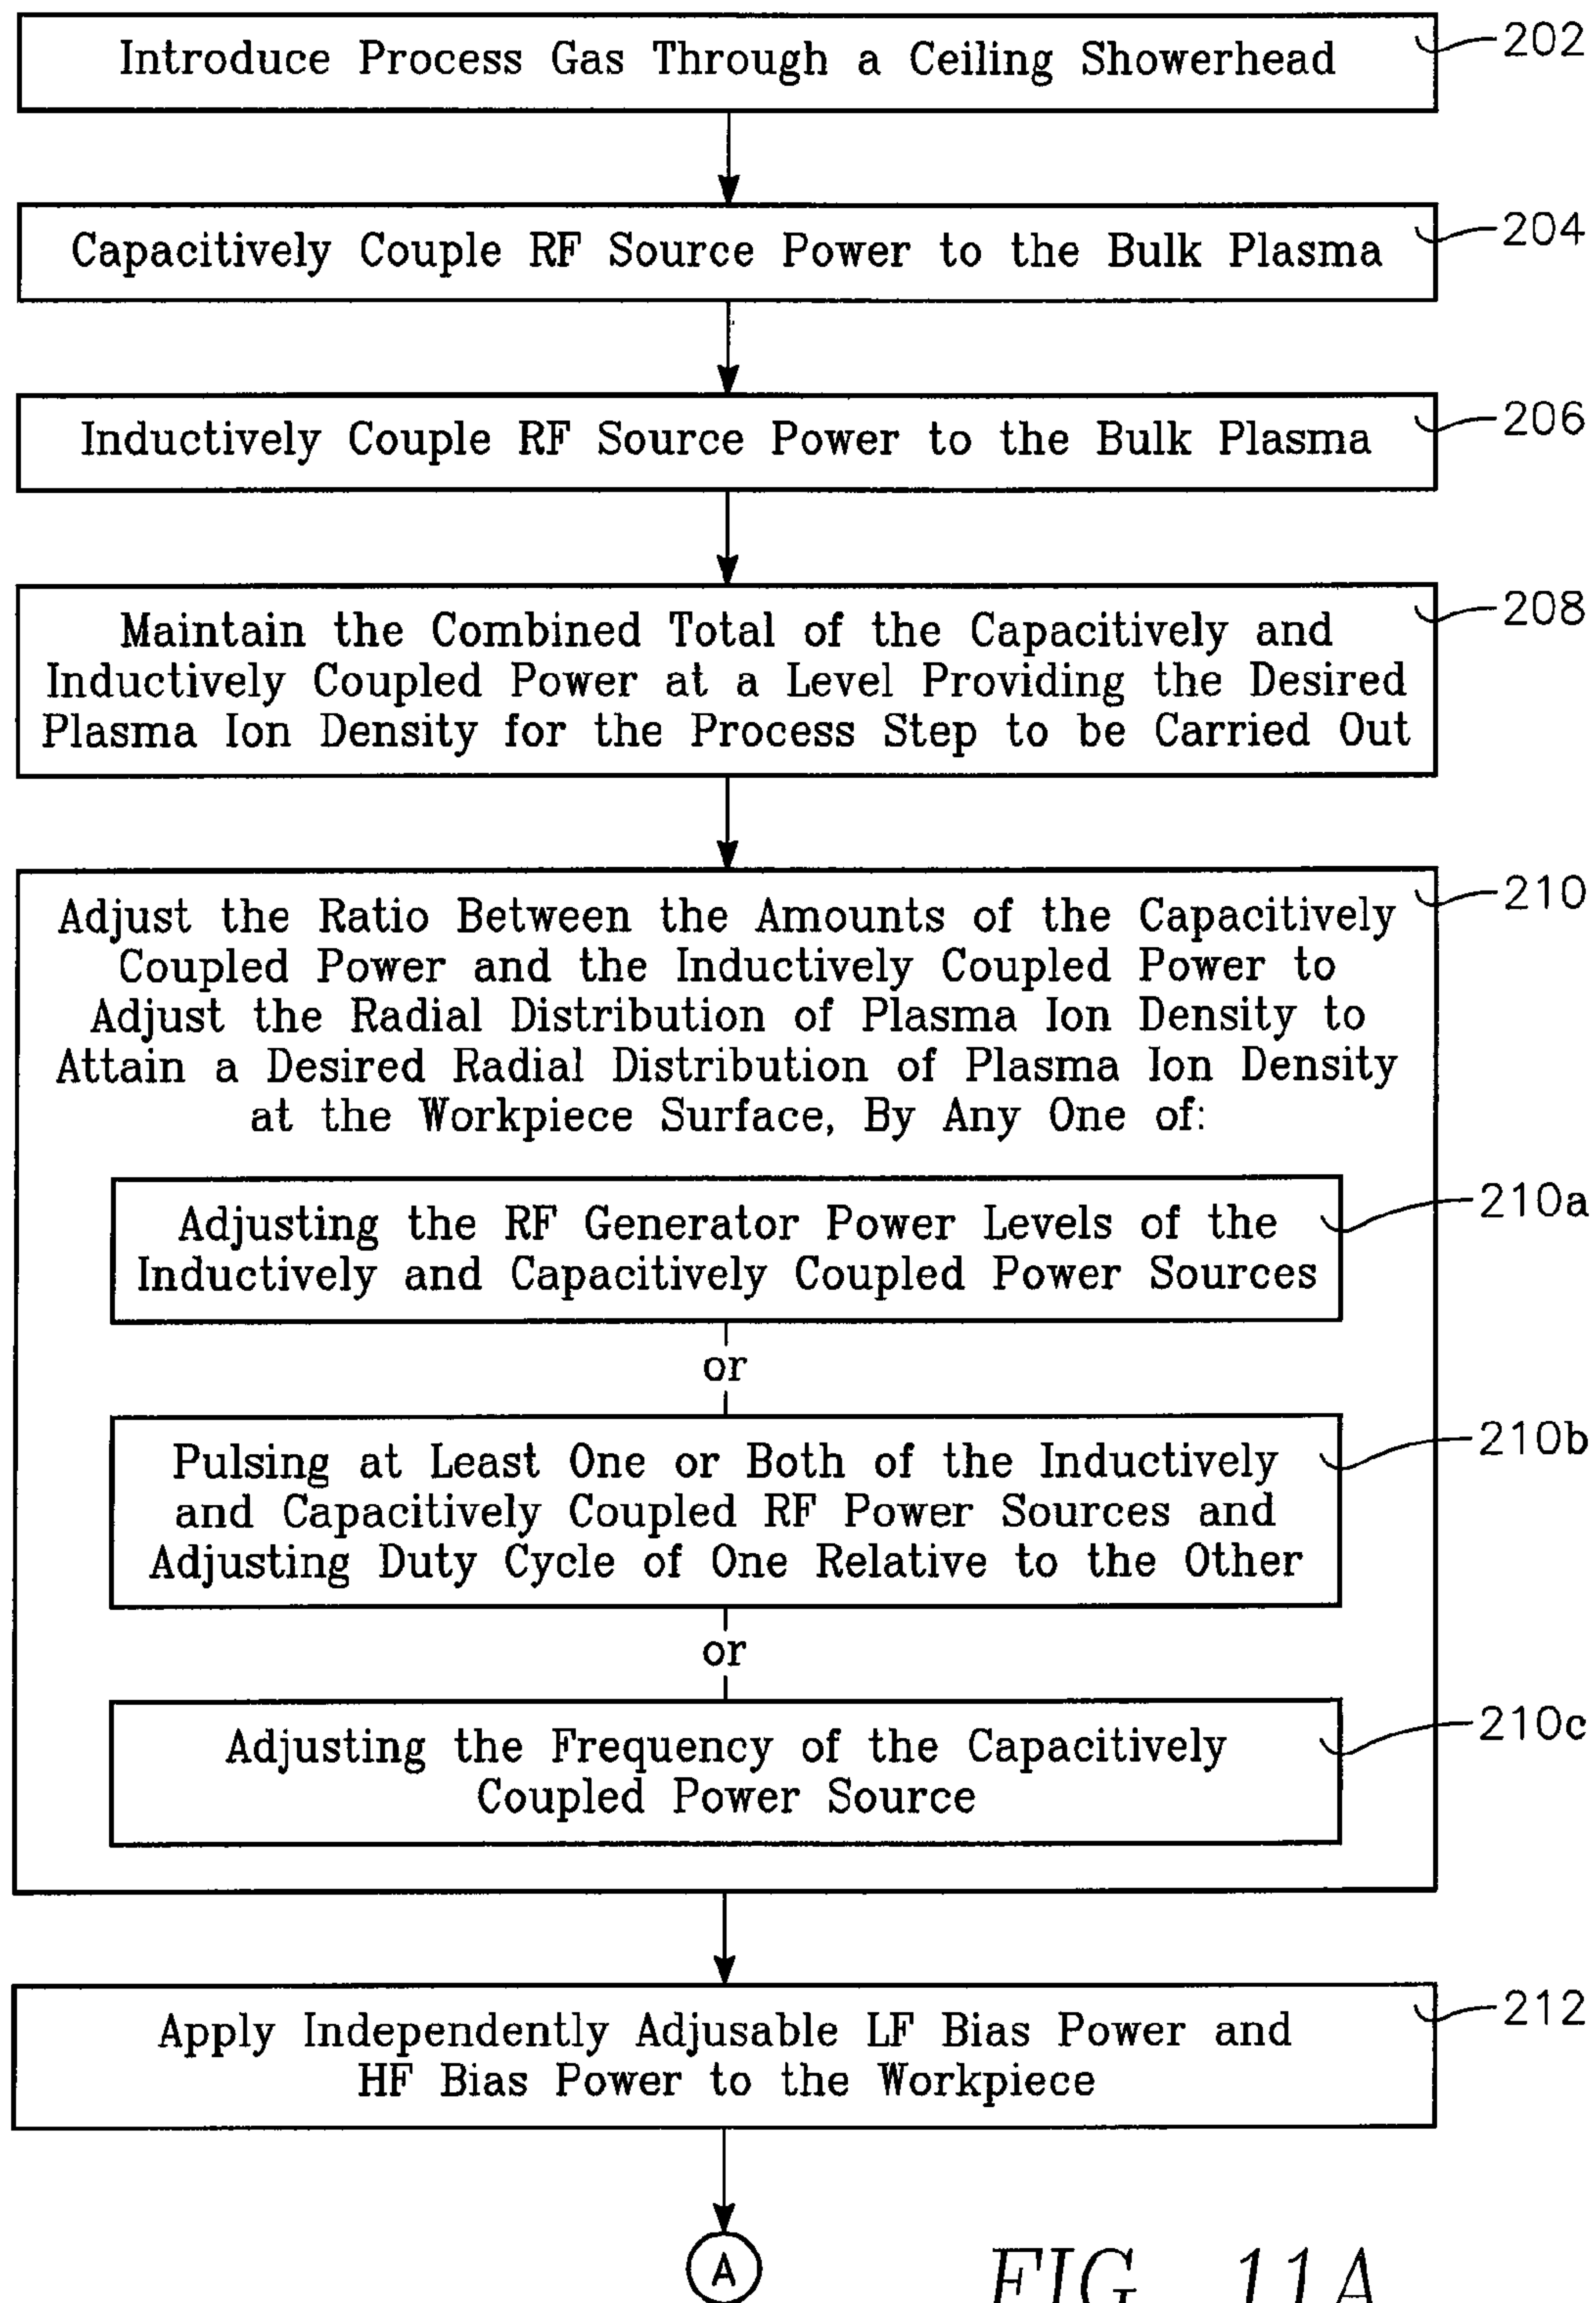 Introduce Process Gas Through a Ceiling Showerhead
202
Capacitively Couple RF Source Power to the Bulk Plasma
204
Inductively Couple RF Source Power to the Bulk Plasma
206
Maintain the Combined Total of the Capacitively and
Inductively Coupled Power at a Level Providing the Desired
Plasma Ion Density for the Process Step to be Carried Out
208
Adjust the Ratio Between the Amounts of the Capacitively
Coupled Power and the Inductively Coupled Power to
Adjust the Radial Distribution of Plasma Ion Density to
Attain a Desired Radial Distribution of Plasma Ion Density
at the Workpiece Surface, By Any One of:
210
Adjusting the RF Generator Power Levels of the
Inductively and Capacitively Coupled Power Sources
210a
or
Pulsing at Least One or Both of the Inductively
and Capacitively Coupled RF Power Sources and
Adjusting Duty Cycle of One Relative to the Other
210b
or
Adjusting the Frequency of the Capacitively
Coupled Power Source
210c
Apply Independently Adjusable LF Bias Power and
HF Bias Power to the Workpiece
212
A
FIG. 11A